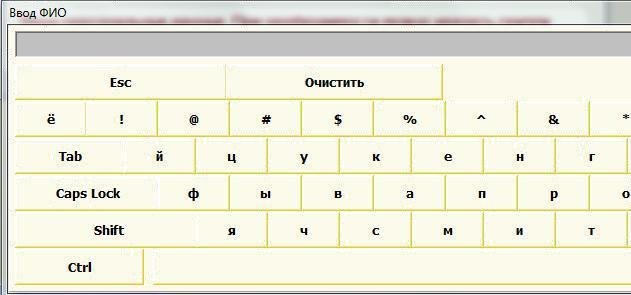 Ввод ФИО
Esc Очистить
ё ! @ # $ % ^ & *
Tab й ц у к е н г
Caps Lock ф ы в а п р о
Shift я ч с м и т
Ctrl